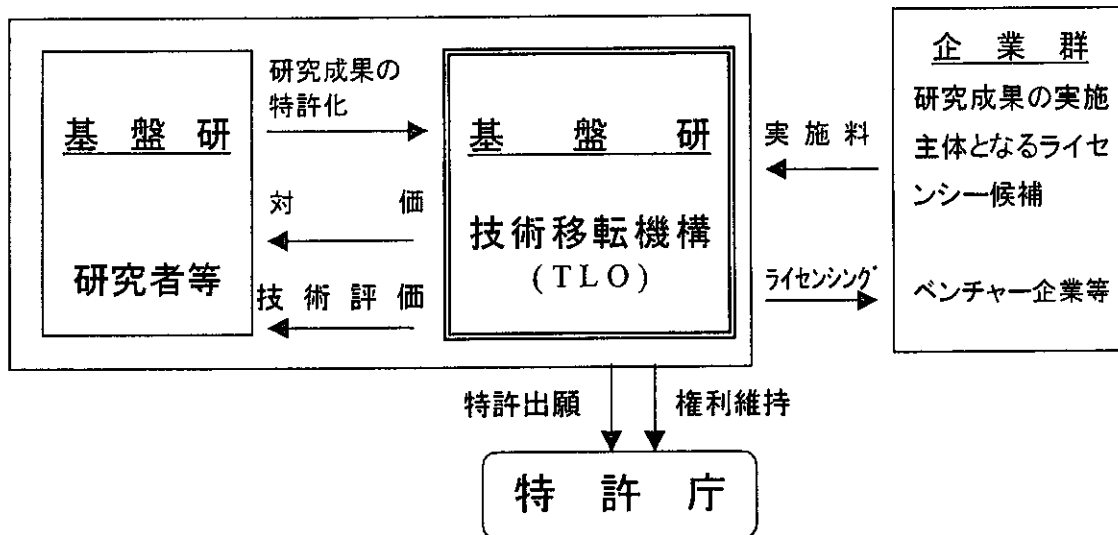 基盤研
研究者等
研究成果の
特許化
対価
技術評価
基盤研
技術移転機構
(TLO)
実施料
ライセンシング
企業群
研究成果の実施
主体となるライセ
ンシー候補
ベンチャー企業等
特許出願
権利維持
特許庁